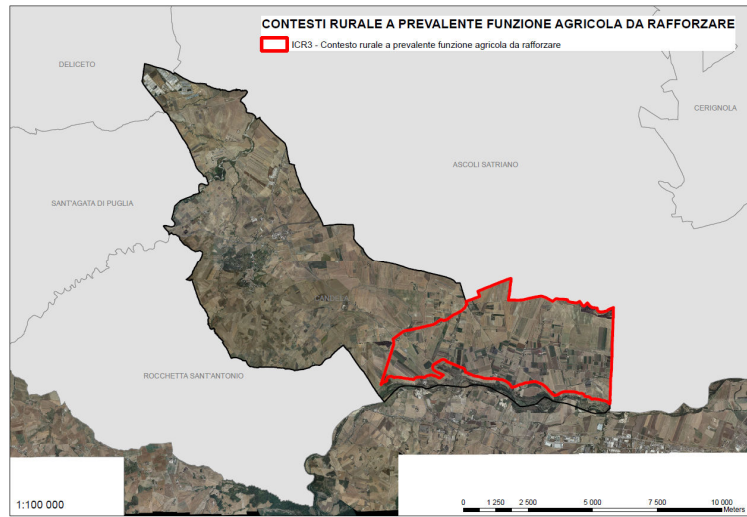 CONTESTI RURALE A PREVALENTE FUNZIONE AGRICOLA DA RAFFORZARE
ICR3 - Contesto rurale a prevalente funzione agricola da rafforzare
DELICETO
CERIGNOLA
ASCOLI SATRIANO
SANT'AGATA DI PUGLIA
CANDELA
ROCCHETTA SANT'ANTONIO
1:100 000
0 1 250 2 500 5 000 7 500 10 000
Meters